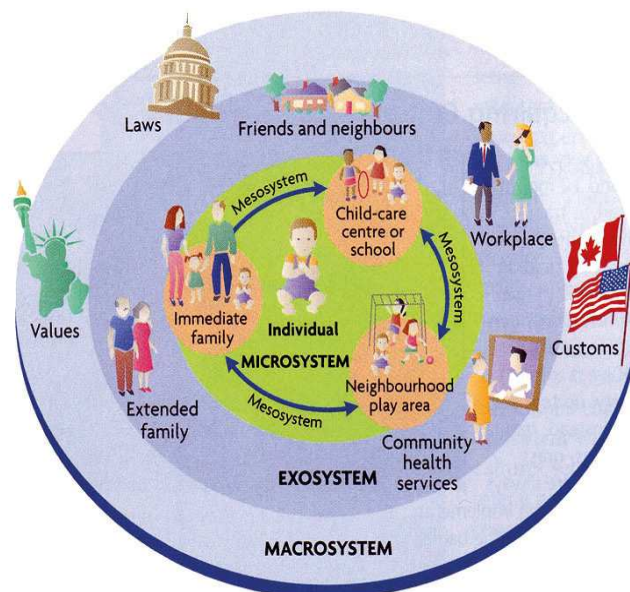 Laws
Friends and neighbours
Mesosystem
Child-care
centre or
school
Workplace
Mesosystem
Values
Immediate
family
Individual
MICROSYSTEM
Neighbourhood
play area
Customs
Extended
family
Mesosystem
Community
health
services
EXOSYSTEM
MACROSYSTEM